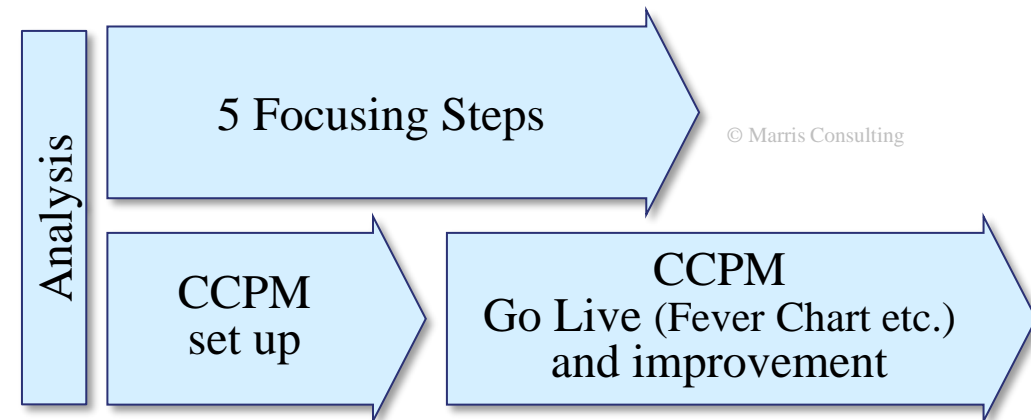 Analysis
5 Focusing Steps
© Marris Consulting
CCPM
set up
CCPM
Go Live (Fever Chart etc.)
and improvement